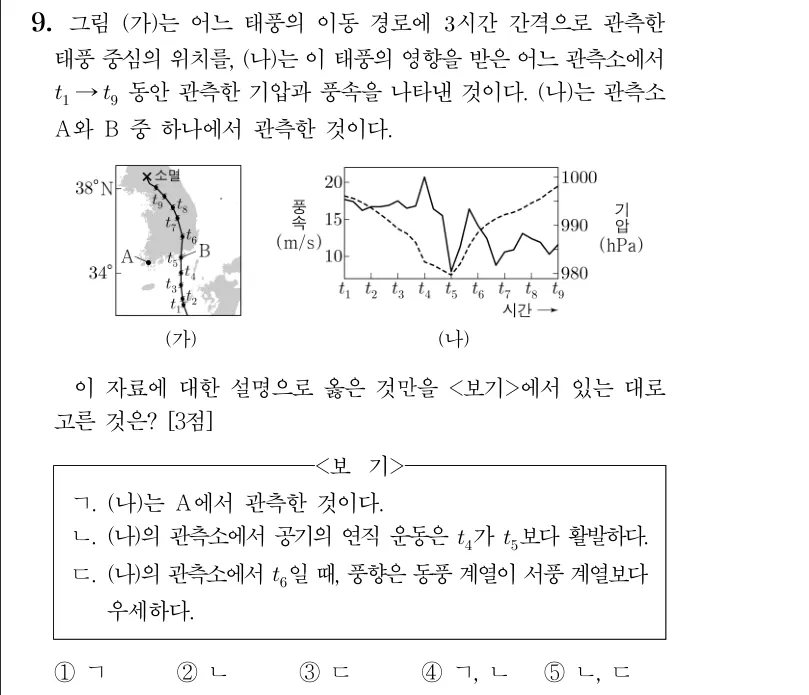 9. 그림 (가)는 어느 태풍의 이동 경로에 3시간 간격으로 관측한
태풍 중심의 위치를, (나)는 이 태풍의 영향을 받은 어느 관측소에서
t₁→t₉ 동안 관측한 기압과 풍속을 나타낸 것이다. (나)는 관측소
A와 B 중 하나에서 관측한 것이다.
38°N
34°
소멸
t₉
t₈
t₇
t₆
A
t₅
B
t₄
t₃
t₂
t₁
(가)
풍속
(m/s)
20
15
10
1000
990
980
기압
(hPa)
t₁ t₂ t₃ t₄ t₅ t₆ t₇ t₈ t₉
시간 →
(나)
이 자료에 대한 설명으로 옳은 것만을 <보기>에서 있는 대로
고른 것은? [3점]
<보 기>
ㄱ. (나)는 A에서 관측한 것이다.
ㄴ. (나)의 관측소에서 공기의 연직 운동은 t₄가 t₅보다 활발하다.
ㄷ. (나)의 관측소에서 t₆일 때, 풍향은 동풍 계열이 서풍 계열보다
우세하다.
① ㄱ ② ㄴ ③ ㄷ ④ ㄱ, ㄴ ⑤ ㄴ, ㄷ